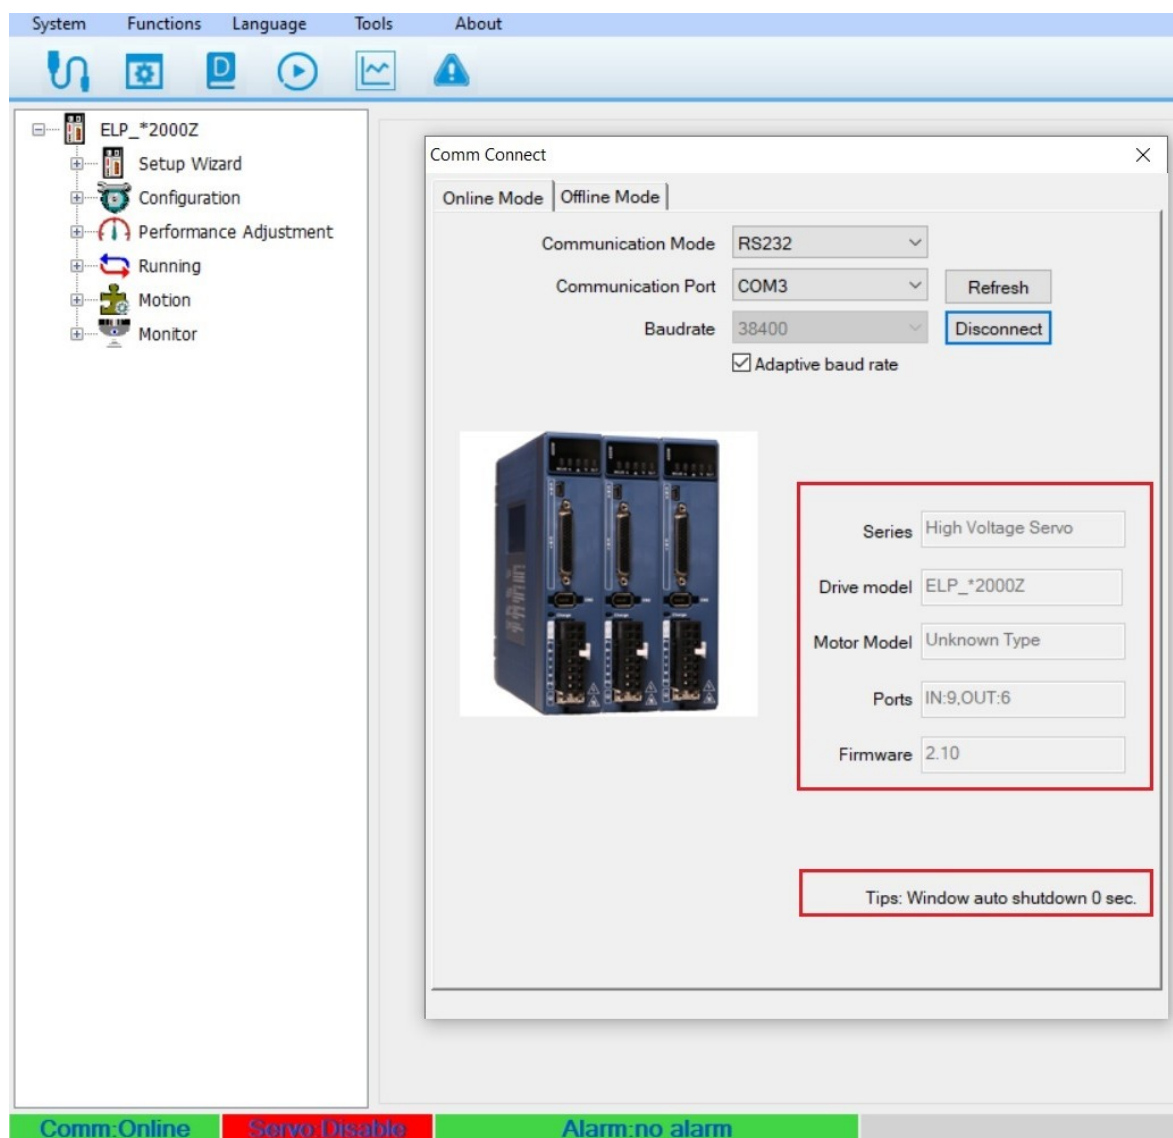 System Functions Language Tools About
ELP_*2000Z
Setup Wizard
Configuration
Performance Adjustment
Running
Motion
Monitor
Comm Connect
Online Mode Offline Mode
Communication Mode RS232
Communication Port COM3 Refresh
Baudrate 38400 Disconnect
Adaptive baud rate
Series High Voltage Servo
Drive model ELP_*2000Z
Motor Model Unknown Type
Ports IN:9,OUT:6
Firmware 2.10
Tips: Window auto shutdown 0 sec.
Comm:Online Servo:Disable Alarm:no alarm